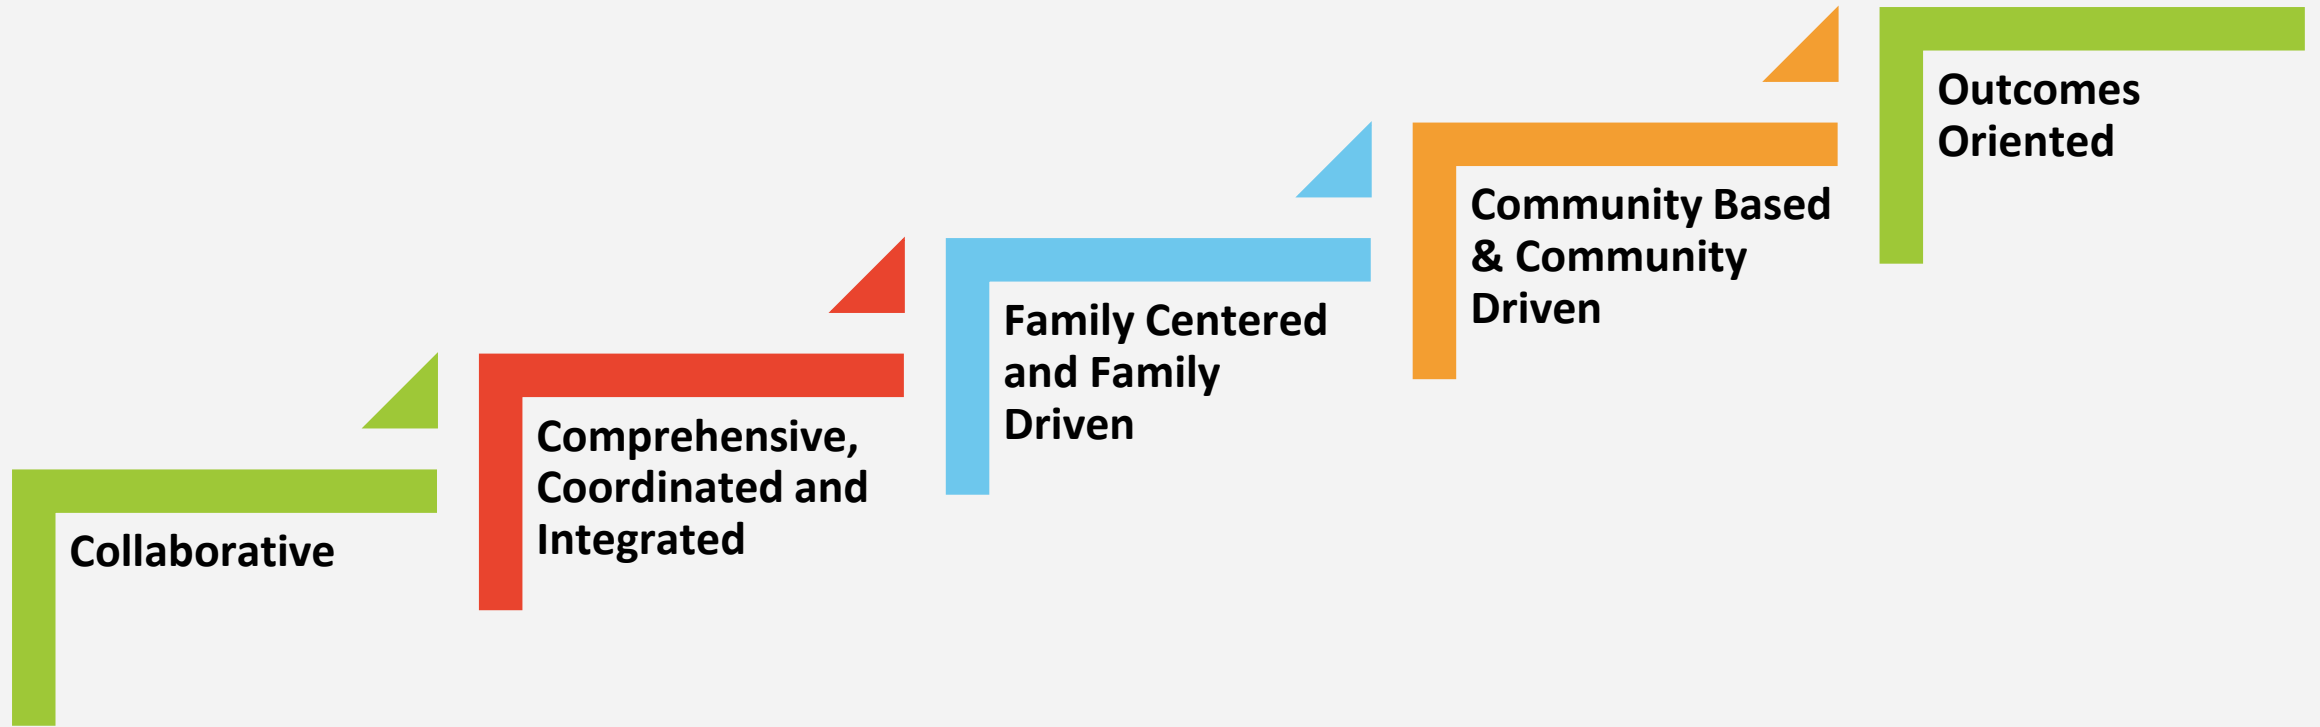 Collaborative
Comprehensive,
Coordinated and
Integrated
Family Centered
and Family
Driven
Community Based
& Community
Driven
Outcomes
Oriented